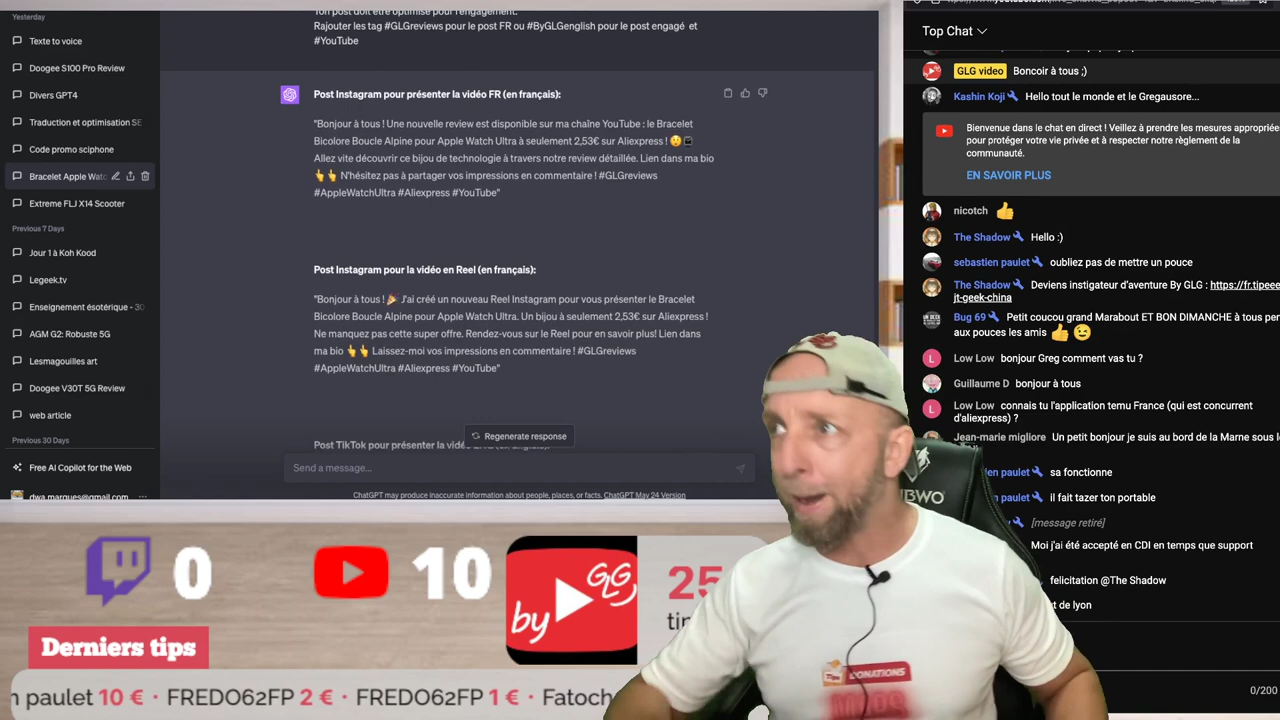 Yesterday
Texte to voice
Doogee S100 Pro Review
Divers GPT4
Traduction et optimisation SE
Code promo sciphone
Bracelet Apple Watc
Extreme FLJ X14 Scooter
Previous 7 Days
Jour 1 à Koh Kood
Legeek.tv
Enseignement ésotérique - 30
AGM G2: Robuste 5G
Lesmagouilles art
Doogee V30T 5G Review
web article
Previous 30 Days
Free AI Copilot for the Web
dwa.marques@gmail.com
Ton post doit être optimisé pour l'engagement.
Rajouter les tag #GLGreviews pour le post FR ou #ByGLGenglish pour le post engagé et
#YouTube
Post Instagram pour présenter la vidéo FR (en français):
"Bonjour à tous ! Une nouvelle review est disponible sur ma chaîne YouTube : le Bracelet
Bicolore Boucle Alpine pour Apple Watch Ultra à seulement 2,53€ sur Aliexpress ! 😲⌚
Allez vite découvrir ce bijou de technologie à travers notre review détaillée. Lien dans ma bio
👆👆 N'hésitez pas à partager vos impressions en commentaire ! #GLGreviews
#AppleWatchUltra #Aliexpress #YouTube"
Post Instagram pour la vidéo en Reel (en français):
"Bonjour à tous ! 🎉 J'ai créé un nouveau Reel Instagram pour vous présenter le Bracelet
Bicolore Boucle Alpine pour Apple Watch Ultra. Un bijou à seulement 2,53€ sur Aliexpress !
Ne manquez pas cette super offre. Rendez-vous sur le Reel pour en savoir plus! Lien dans
ma bio 👆👆 Laissez-moi vos impressions en commentaire ! #GLGreviews
#AppleWatchUltra #Aliexpress #YouTube"
Post TikTok pour présenter la vidéo
Regenerate response
Send a message...
ChatGPT may produce inaccurate information about people, places, or facts. ChatGPT May 24 Version
Top Chat
GLG video Boncoir à tous ;)
Kashin Koji Hello tout le monde et le Gregausore...
Bienvenue dans le chat en direct ! Veillez à prendre les mesures appropriée
pour protéger votre vie privée et à respecter notre règlement de la
communauté.
EN SAVOIR PLUS
nicotch 👍
The Shadow Hello :)
sebastien paulet oubliez pas de mettre un pouce
The Shadow Deviens instigateur d'aventure By GLG : https://fr.tipeee
jt-geek-china
Bug 69 Petit coucou grand Marabout ET BON DIMANCHE à tous pen
aux pouces les amis 👍 😉
Low Low bonjour Greg comment vas tu ?
Guillaume D bonjour à tous
Low Low connais tu l'application temu France (qui est concurrent
d'aliexpress) ?
Jean-marie migliore Un petit bonjour je suis au bord de la Marne sous le
en paulet sa fonctionne
paulet il fait tazer ton portable
[message retiré]
Moi j'ai été accepté en CDI en temps que support
felicitation @The Shadow
t de lyon
0/200
0
10
by GLG
25
Derniers tips
n paulet 10 € · FREDO62FP 2 € · FREDO62FP 1 € · Fatoch
DONATIONS